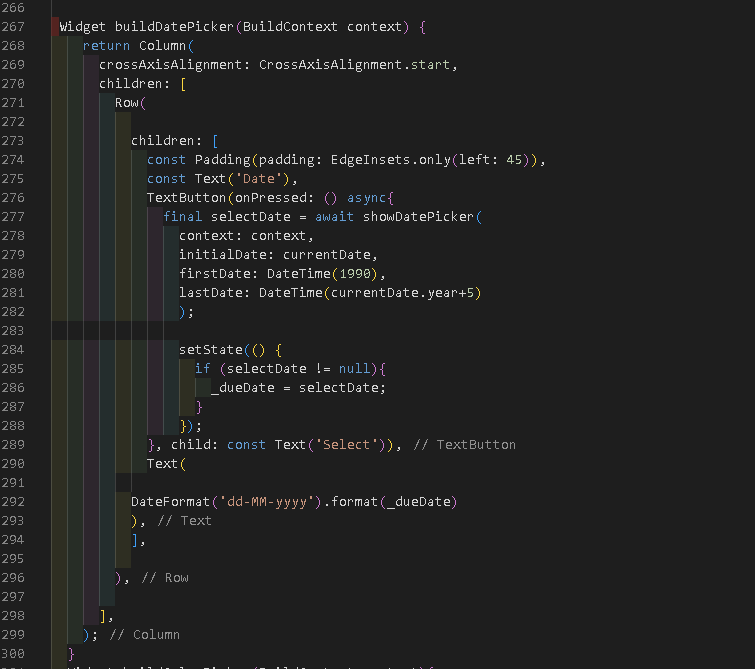 266
267 Widget buildDatePicker(BuildContext context) {
268 return Column(
269 crossAxisAlignment: CrossAxisAlignment.start,
270 children: [
271 Row(
272
273 children: [
274 const Padding(padding: EdgeInsets.only(left: 45)),
275 const Text('Date'),
276 TextButton(onPressed: () async{
277 final selectDate = await showDatePicker(
278 context: context,
279 initialDate: currentDate,
280 firstDate: DateTime(1990),
281 lastDate: DateTime(currentDate.year+5)
282 );
283
284 setState(() {
285 if (selectDate != null){
286 _dueDate = selectDate;
287 }
288 });
289 }, child: const Text('Select')), // TextButton
290 Text(
291
292 DateFormat('dd-MM-yyyy').format(_dueDate)
293 ), // Text
294 ],
295
296 ), // Row
297
298 ],
299 ); // Column
300 }